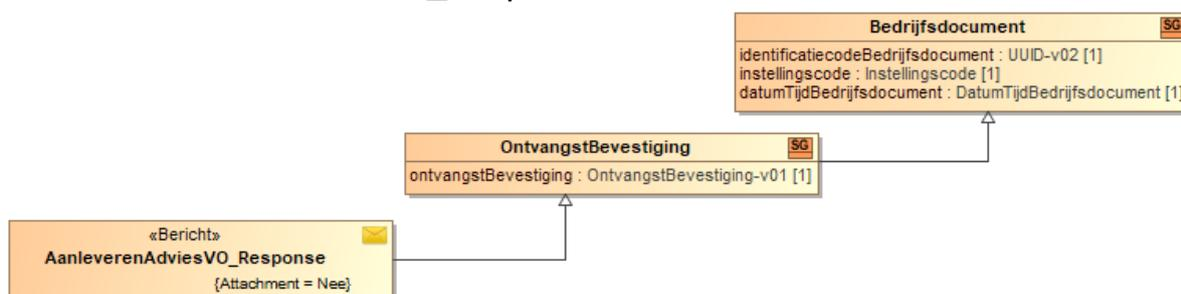 Bedrijfsdocument SG
identificatiecodeBedrijfsdocument : UUID-v02 [1]
instellingscode : Instellingscode [1]
datumTijdBedrijfsdocument : DatumTijdBedrijfsdocument [1]
OntvangstBevestiging SG
ontvangstBevestiging : OntvangstBevestiging-v01 [1]
«Bericht»
AanleverenAdviesVO_Response
{Attachment = Nee}